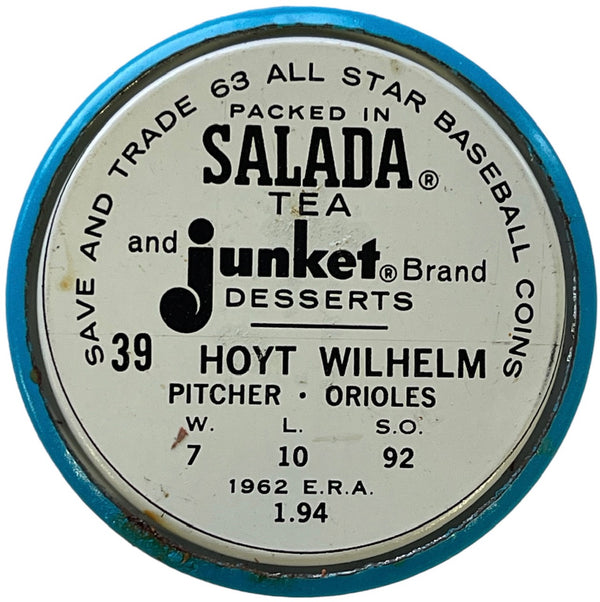 SAVE AND TRADE 63 ALL STAR BASEBALL COINS
PACKED IN
SALADA®
TEA
and junket® Brand
DESSERTS
39 HOYT WILHELM
PITCHER · ORIOLES
W. L. S.O.
7 10 92
1962 E.R.A.
1.94